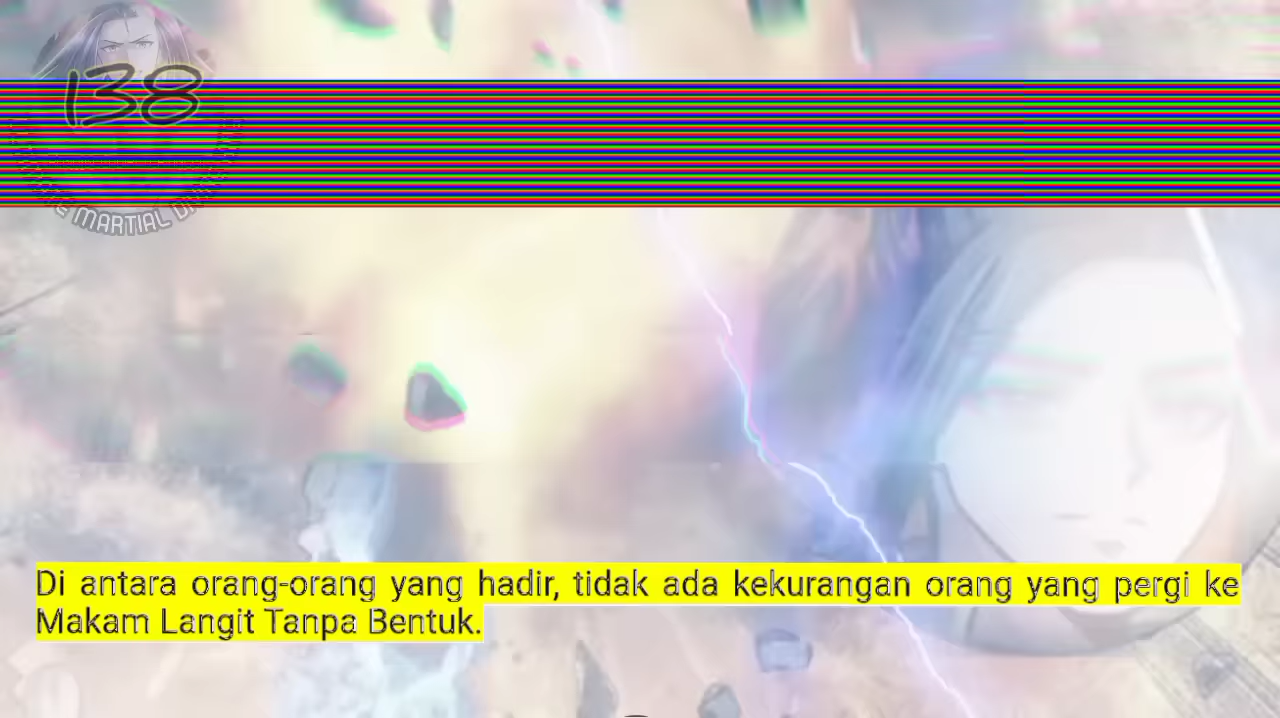 138
MARTIAL
Di antara orang-orang yang hadir, tidak ada kekurangan orang yang pergi ke
Makam Langit Tanpa Bentuk.